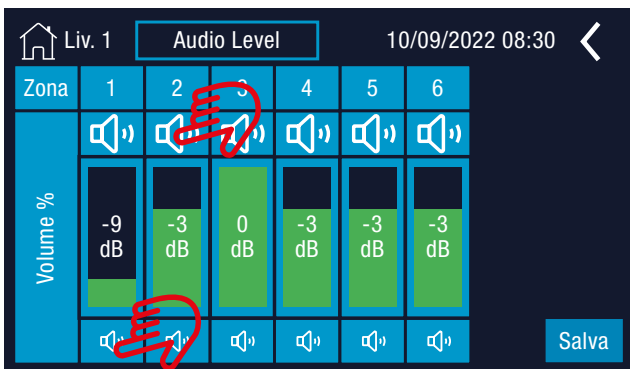 Liv. 1 Audio Level 10/09/2022 08:30
Zona 1 2 3 4 5 6
Volume %
-9 dB
-3 dB
0 dB
-3 dB
-3 dB
-3 dB
Salva